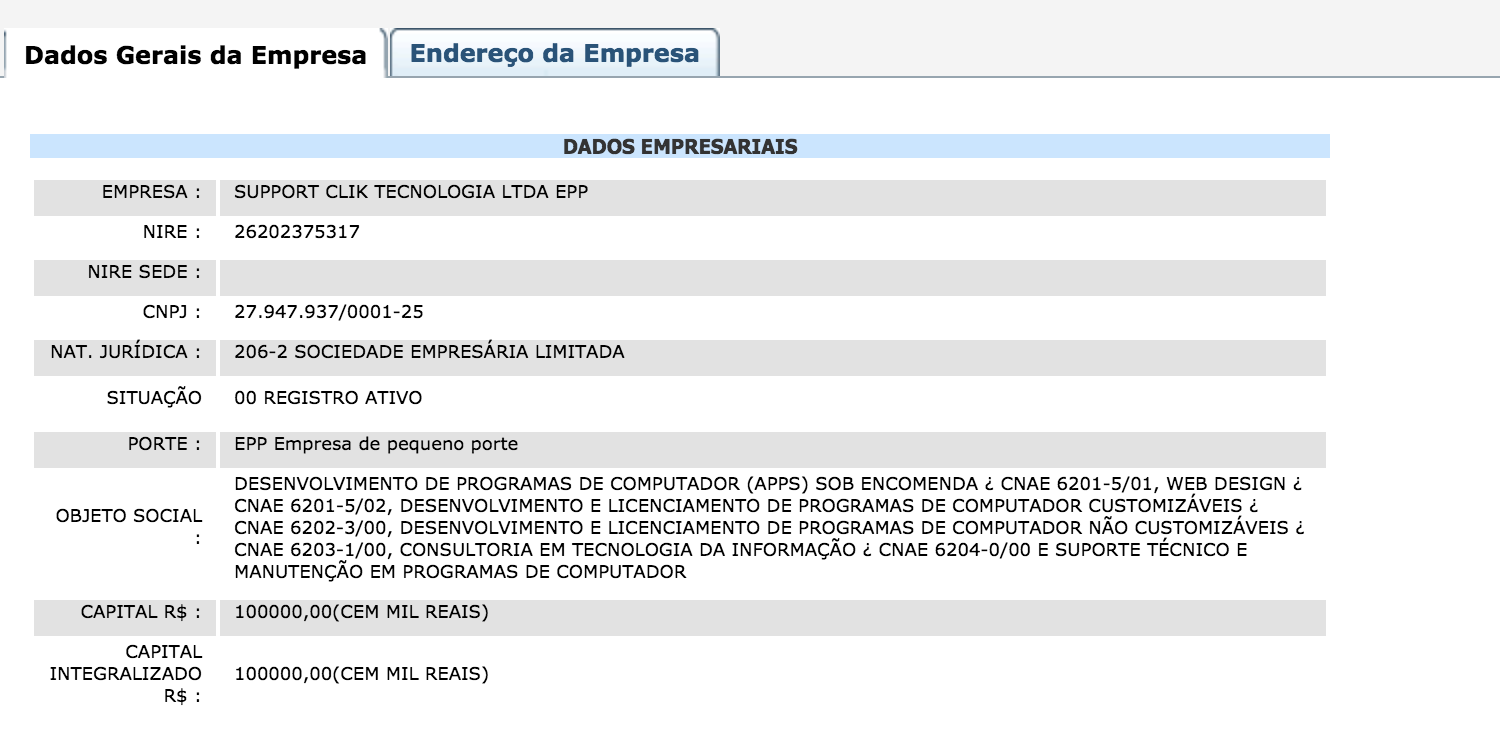 Dados Gerais da Empresa
Endereço da Empresa
DADOS EMPRESARIAIS
EMPRESA : SUPPORT CLIK TECNOLOGIA LTDA EPP
NIRE : 26202375317
NIRE SEDE :
CNPJ : 27.947.937/0001-25
NAT. JURÍDICA : 206-2 SOCIEDADE EMPRESÁRIA LIMITADA
SITUAÇÃO 00 REGISTRO ATIVO
PORTE : EPP Empresa de pequeno porte
OBJETO SOCIAL
:
DESENVOLVIMENTO DE PROGRAMAS DE COMPUTADOR (APPS) SOB ENCOMENDA ¿ CNAE 6201-5/01, WEB DESIGN ¿
CNAE 6201-5/02, DESENVOLVIMENTO E LICENCIAMENTO DE PROGRAMAS DE COMPUTADOR CUSTOMIZÁVEIS ¿
CNAE 6202-3/00, DESENVOLVIMENTO E LICENCIAMENTO DE PROGRAMAS DE COMPUTADOR NÃO CUSTOMIZÁVEIS ¿
CNAE 6203-1/00, CONSULTORIA EM TECNOLOGIA DA INFORMAÇÃO ¿ CNAE 6204-0/00 E SUPORTE TÉCNICO E
MANUTENÇÃO EM PROGRAMAS DE COMPUTADOR
CAPITAL R$ : 100000,00(CEM MIL REAIS)
CAPITAL
INTEGRALIZADO
R$ :
100000,00(CEM MIL REAIS)